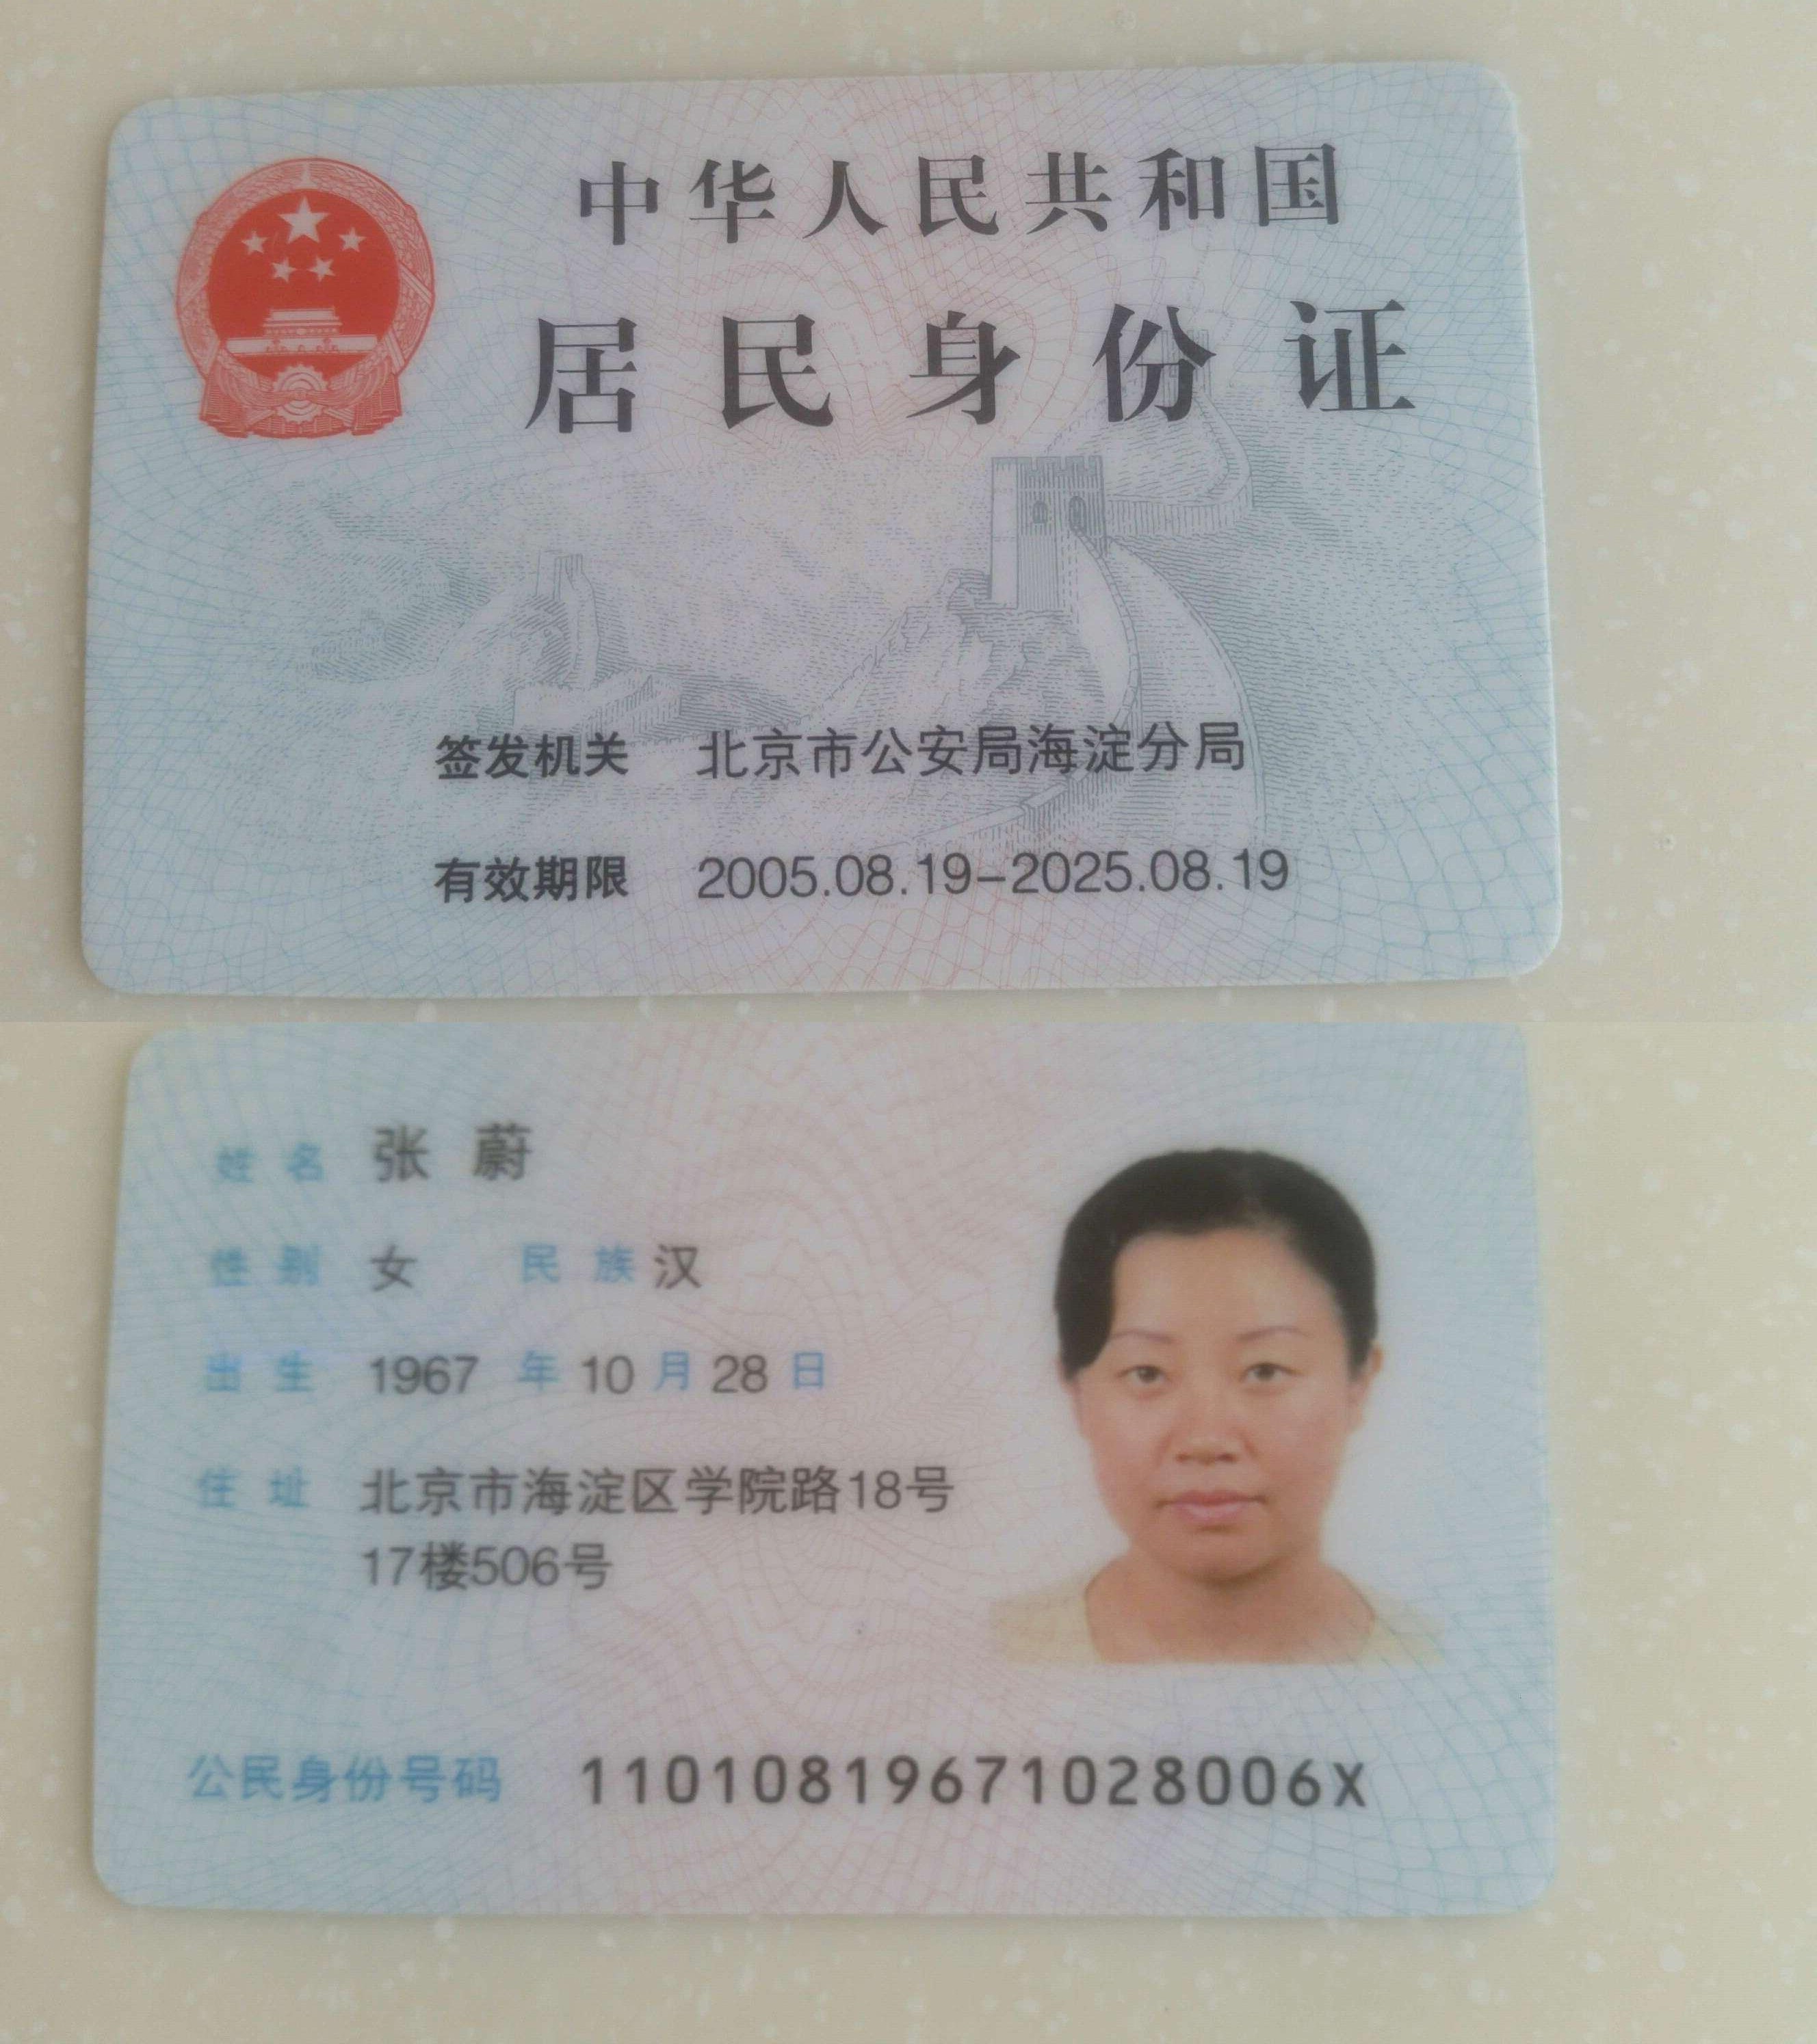 中华人民共和国
居民身份证
签发机关 北京市公安局海淀分局
有效期限 2005.08.19-2025.08.19
姓名 张蔚
性别 女 民族 汉
出生 1967 年 10 月 28 日
住址 北京市海淀区学院路18号
17楼506号
公民身份号码 11010819671028006X